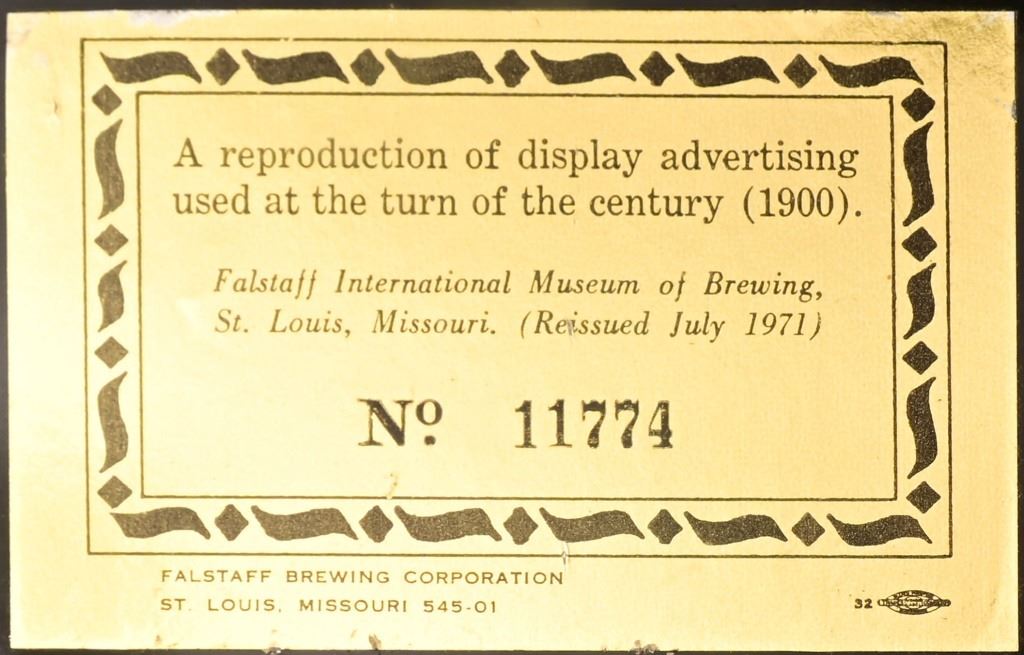 A reproduction of display advertising
used at the turn of the century (1900).
Falstaff International Museum of Brewing,
St. Louis, Missouri. (Reissued July 1971)
Nº 11774
FALSTAFF BREWING CORPORATION
ST. LOUIS, MISSOURI 545-01
32